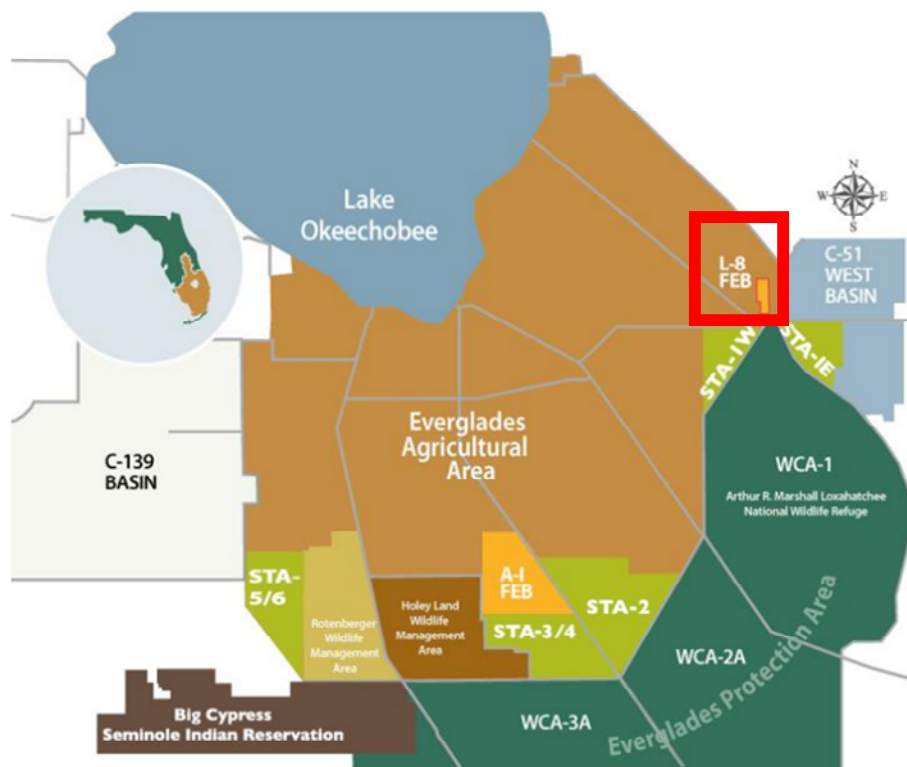 Lake
Okeechobee
N
W
E
S
L-8
FEB
C-51
WEST
BASIN
STA-1W
STA-1E
Everglades
Agricultural
Area
C-139
BASIN
WCA-1
Arthur R. Marshall Loxahatchee
National Wildlife Refuge
STA-
5/6
A-1
FEB
Rotenberger
Wildlife
Management
Area
Holey Land
Wildlife
Management
Area
STA-2
STA-3/4
WCA-2A
Everglades Protection Area
WCA-3A
Big Cypress
Seminole Indian Reservation